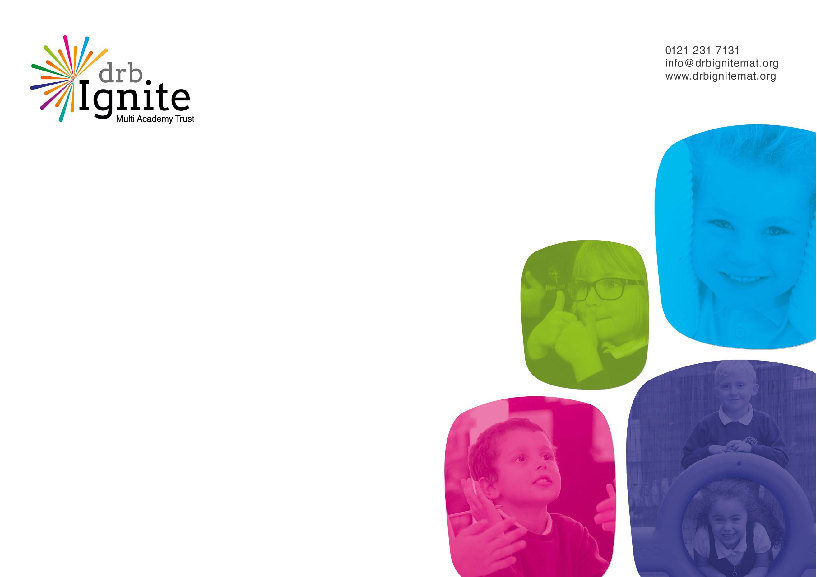 drb
Ignite
Multi Academy Trust
0121 231 7131
info@drbignitemat.org
www.drbignitemat.org